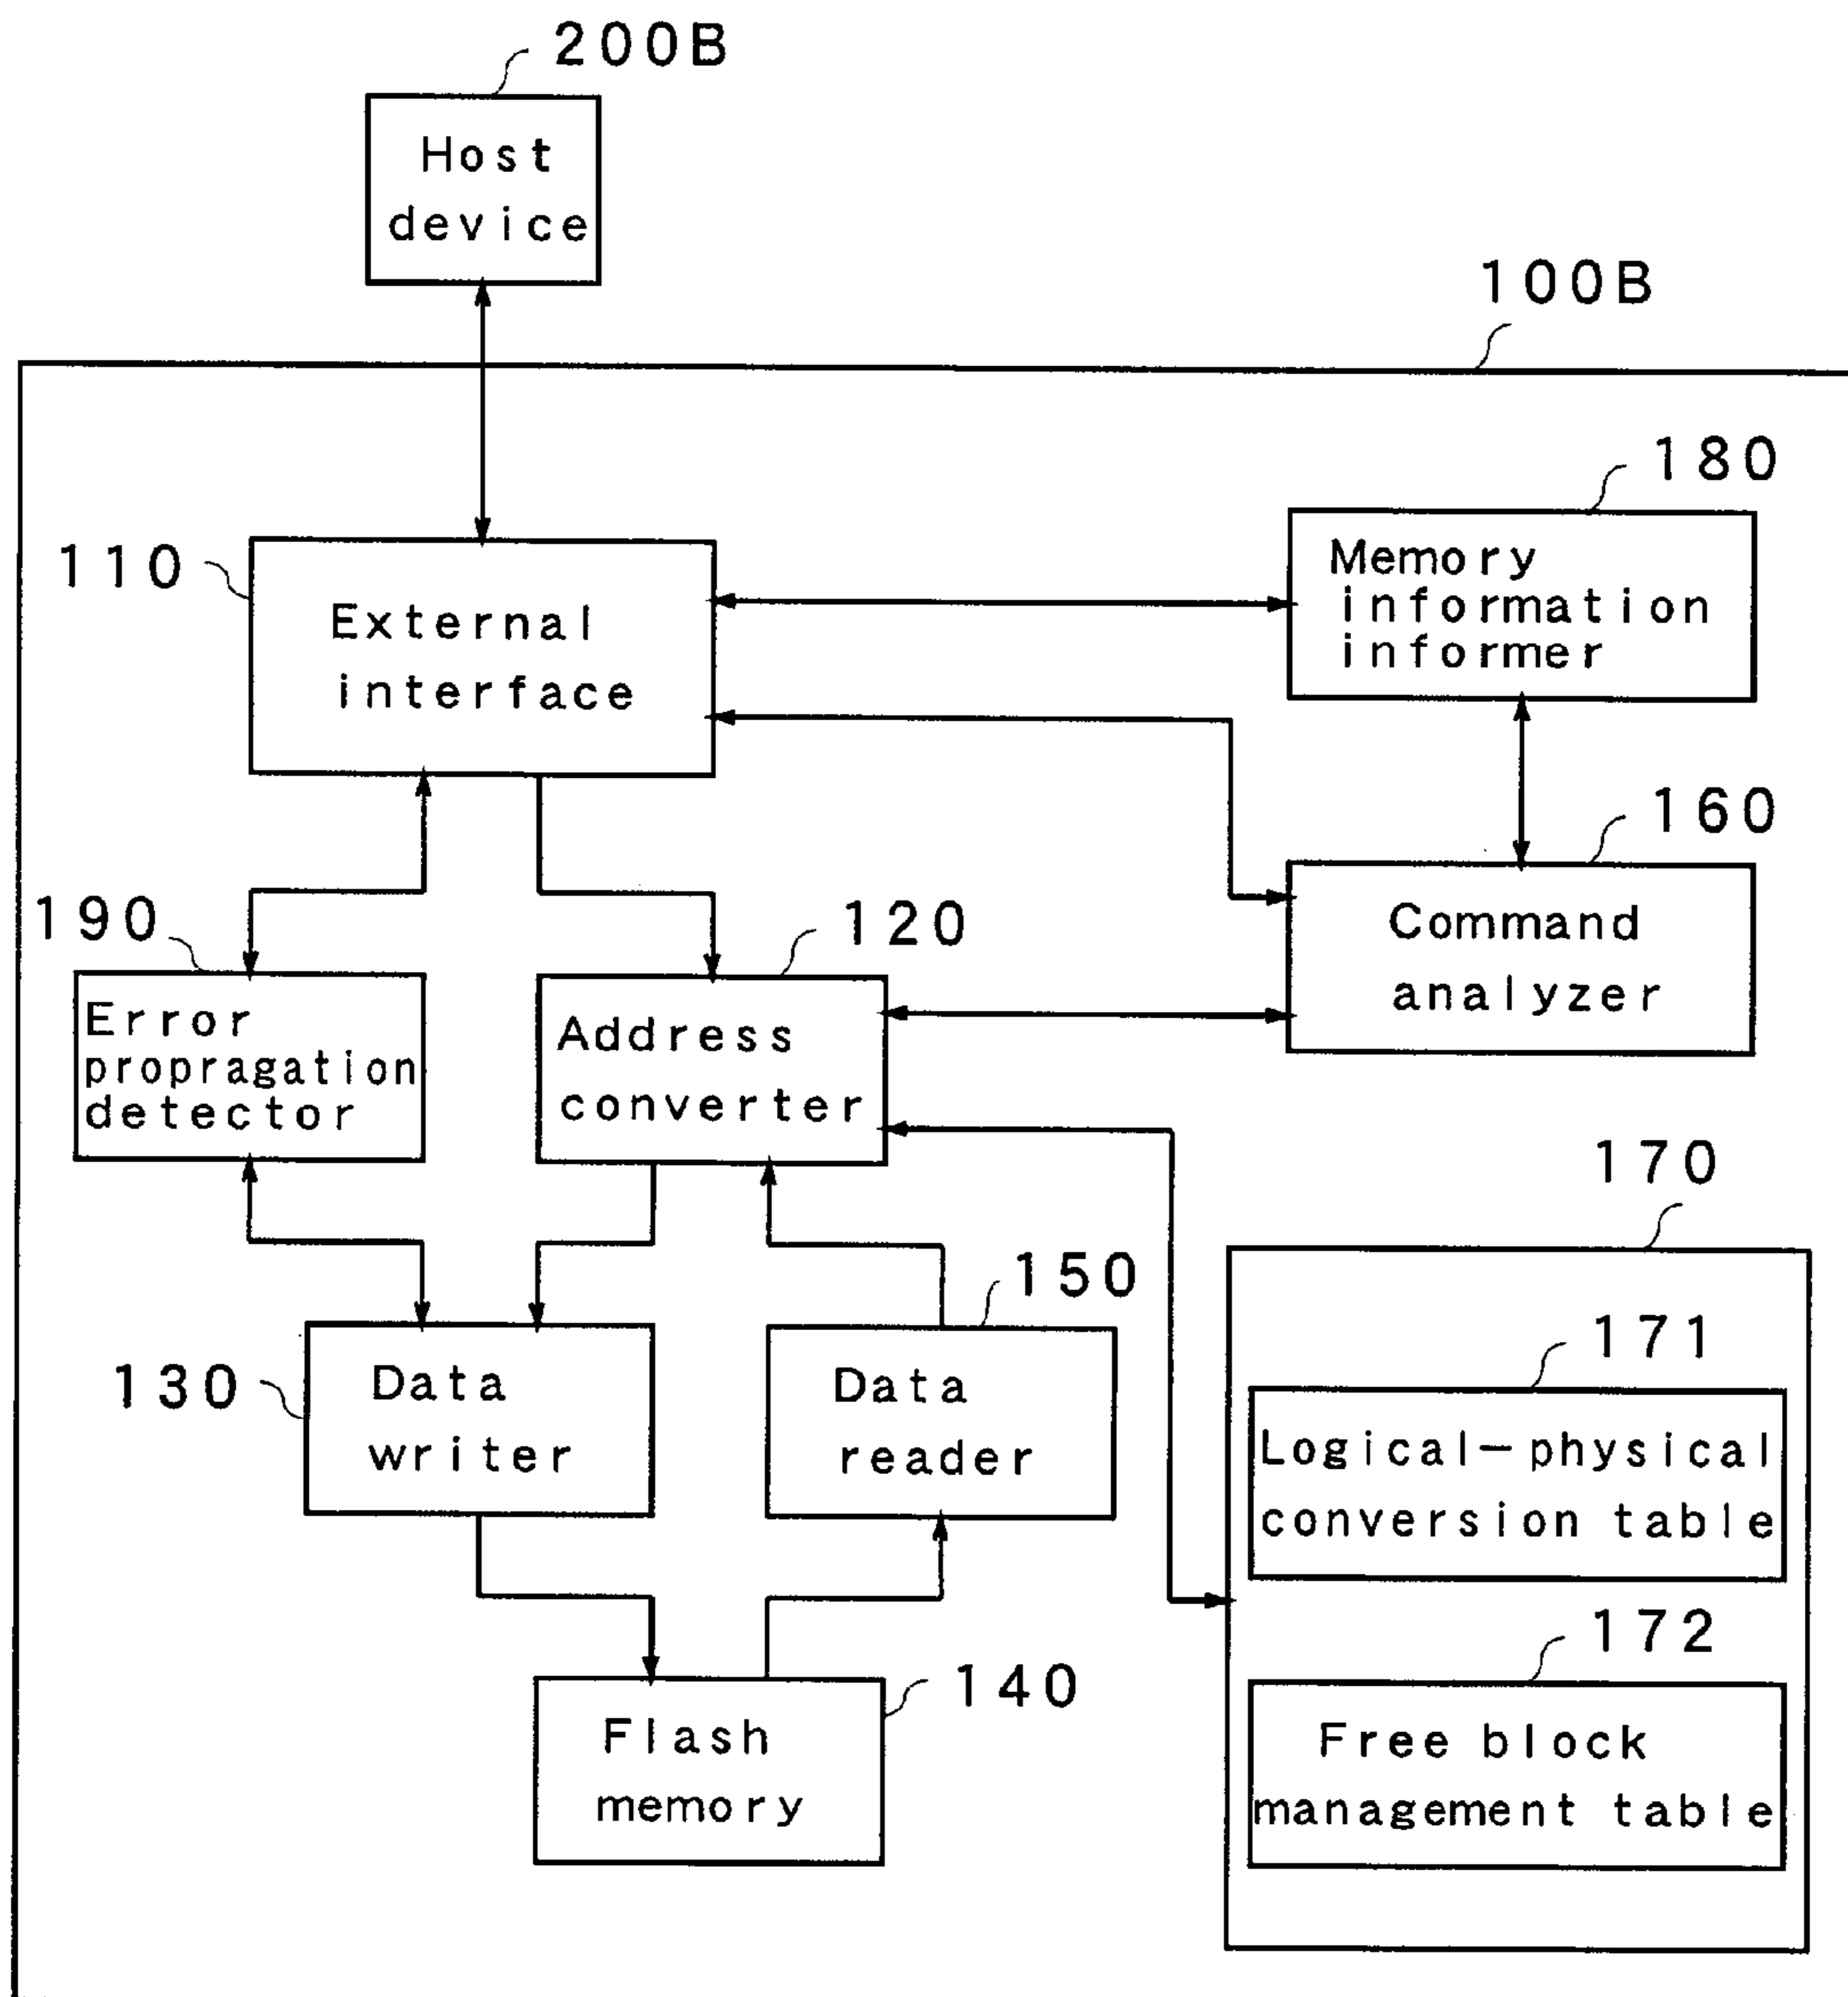 200B
Host
device
100B
180
Memory
information
informer
110
External
interface
160
Command
analyzer
190
Error
propragation
detector
120
Address
converter
170
150
130
Data
writer
Data
reader
171
Logical-physical
conversion table
172
Free block
management table
140
Flash
memory